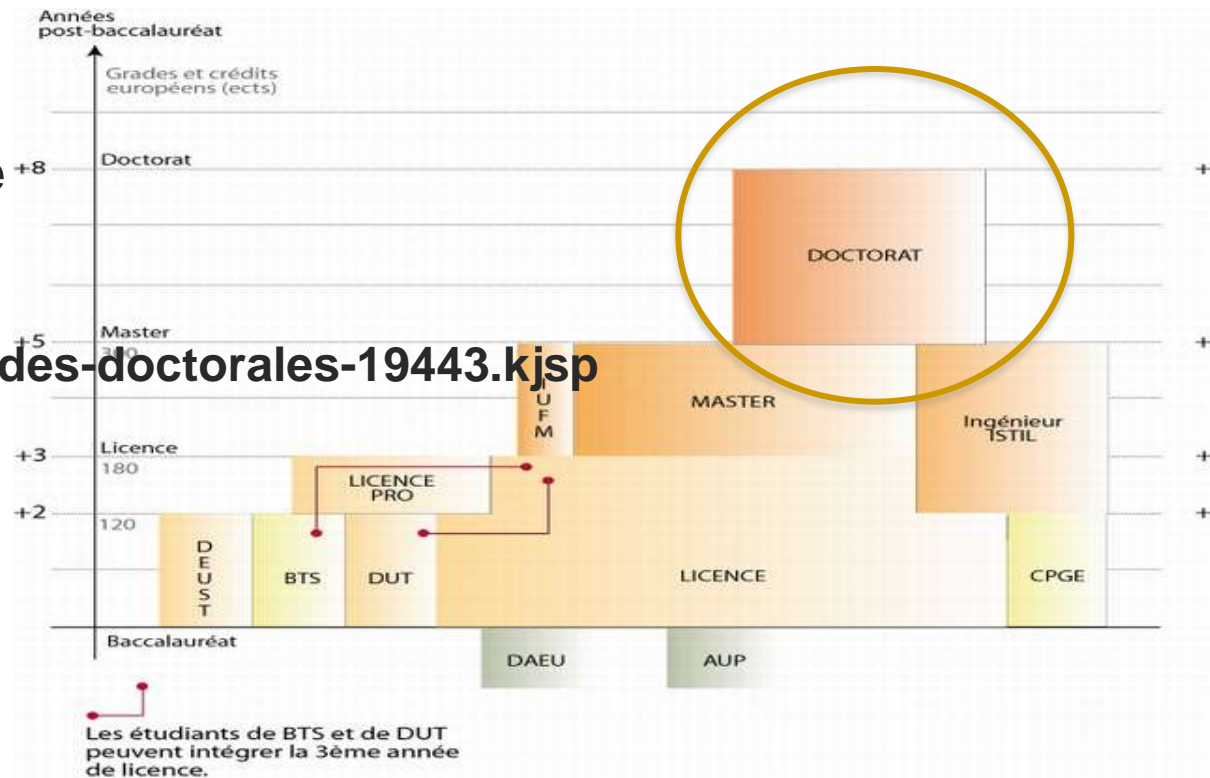 Années
post-baccalauréat
Grades et crédits
européens (ects)
e
+8
Doctorat
+
DOCTORAT
+5
Master
+
des-doctorales-19443.kjsp
UFM
MASTER
Ingénieur
ISTIL
+3
Licence
+
180
LICENCE
PRO
+2
+
120
DEUST
BTS
DUT
LICENCE
CPGE
Baccalauréat
DAEU
AUP
Les étudiants de BTS et de DUT
peuvent intégrer la 3ème année
de licence.